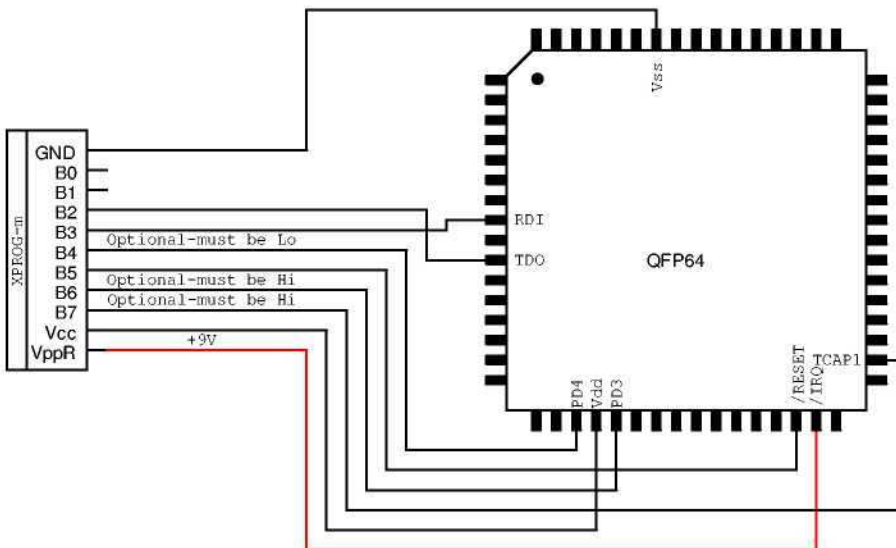 XPROG-m
GND
B0
B1
B2
B3
Optional-must be Lo
B4
B5
Optional-must be Hi
B6
Optional-must be Hi
B7
Vcc
+9V
VppR
Vss
RDI
TDO
QFP64
PD4
Vdd
PD3
/RESET
/IRQ
TCAP1